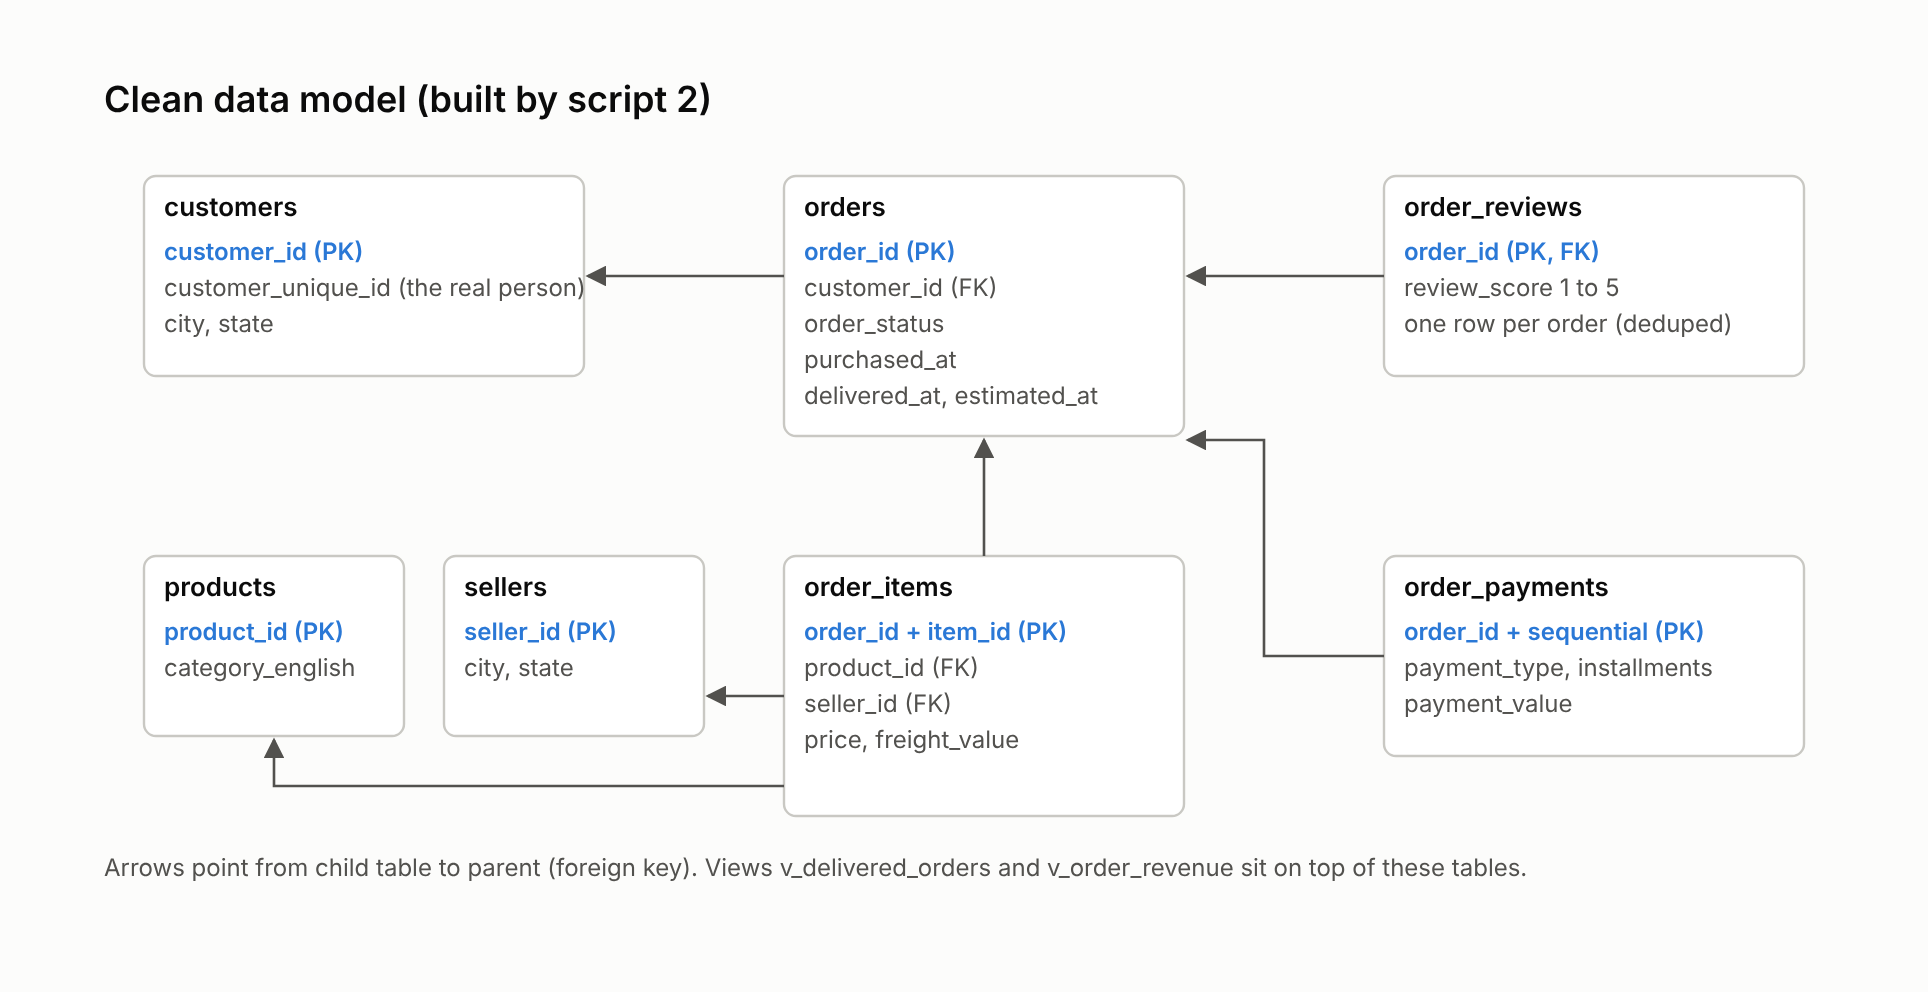 Clean data model (built by script 2)
customers
customer_id (PK)
customer_unique_id (the real person)
city, state
orders
order_id (PK)
customer_id (FK)
order_status
purchased_at
delivered_at, estimated_at
order_reviews
order_id (PK, FK)
review_score 1 to 5
one row per order (deduped)
products
product_id (PK)
category_english
sellers
seller_id (PK)
city, state
order_items
order_id + item_id (PK)
product_id (FK)
seller_id (FK)
price, freight_value
order_payments
order_id + sequential (PK)
payment_type, installments
payment_value
Arrows point from child table to parent (foreign key). Views v_delivered_orders and v_order_revenue sit on top of these tables.